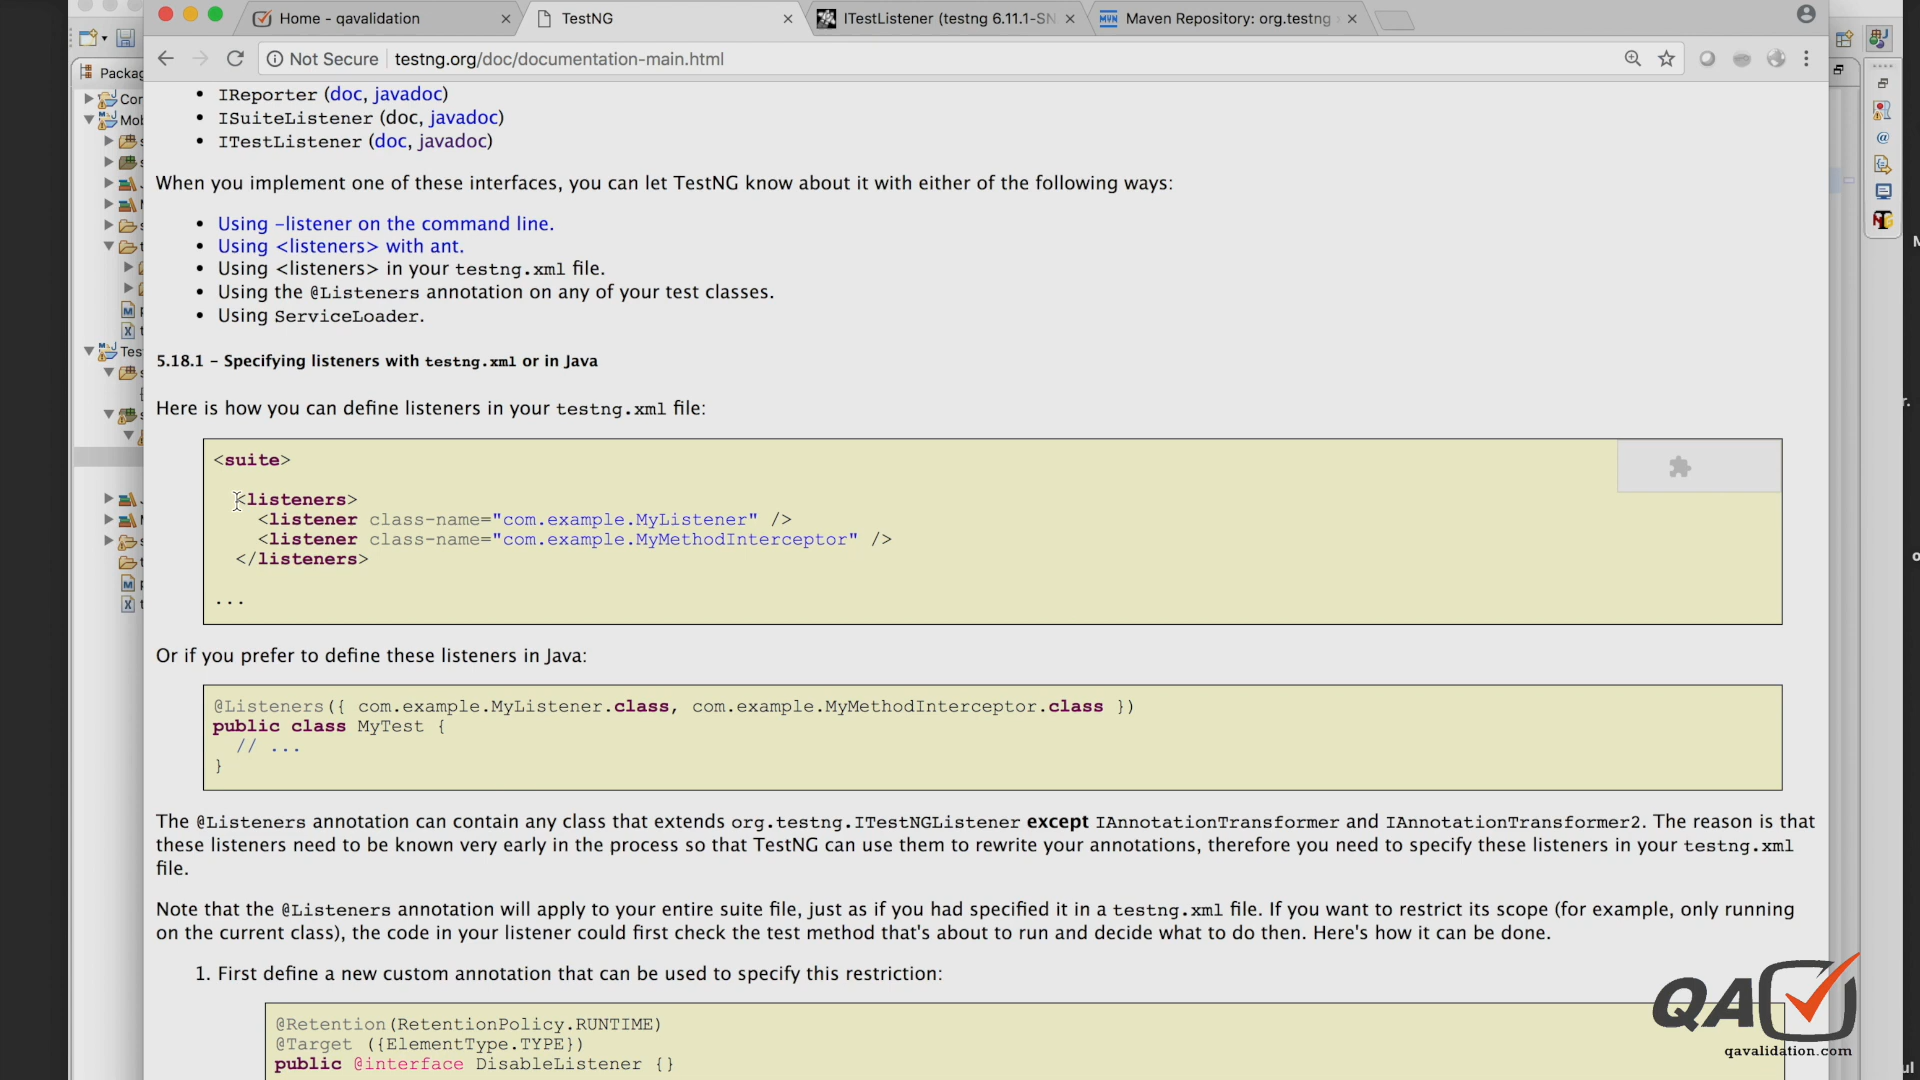 Home - qavalidation
TestNG
ITestListener (testng 6.11.1-SN
Maven Repository: org.testng
Not Secure testng.org/doc/documentation-main.html
Packag
Cor
Mob
Tes
• IReporter (doc, javadoc)
• ISuiteListener (doc, javadoc)
• ITestListener (doc, javadoc)
When you implement one of these interfaces, you can let TestNG know about it with either of the following ways:
• Using -listener on the command line.
• Using <listeners> with ant.
• Using <listeners> in your testng.xml file.
• Using the @Listeners annotation on any of your test classes.
• Using ServiceLoader.
5.18.1 - Specifying listeners with testng.xml or in Java
Here is how you can define listeners in your testng.xml file:
<suite>
<listeners>
<listener class-name="com.example.MyListener" />
<listener class-name="com.example.MyMethodInterceptor" />
</listeners>
...
Or if you prefer to define these listeners in Java:
@Listeners({ com.example.MyListener.class, com.example.MyMethodInterceptor.class })
public class MyTest {
// ...
}
The @Listeners annotation can contain any class that extends org.testng.ITestNGListener except IAnnotationTransformer and IAnnotationTransformer2. The reason is that
these listeners need to be known very early in the process so that TestNG can use them to rewrite your annotations, therefore you need to specify these listeners in your testng.xml
file.
Note that the @Listeners annotation will apply to your entire suite file, just as if you had specified it in a testng.xml file. If you want to restrict its scope (for example, only running
on the current class), the code in your listener could first check the test method that's about to run and decide what to do then. Here's how it can be done.
1. First define a new custom annotation that can be used to specify this restriction:
@Retention(RetentionPolicy.RUNTIME)
@Target ({ElementType.TYPE})
public @interface DisableListener {}
QA
qavalidation.com